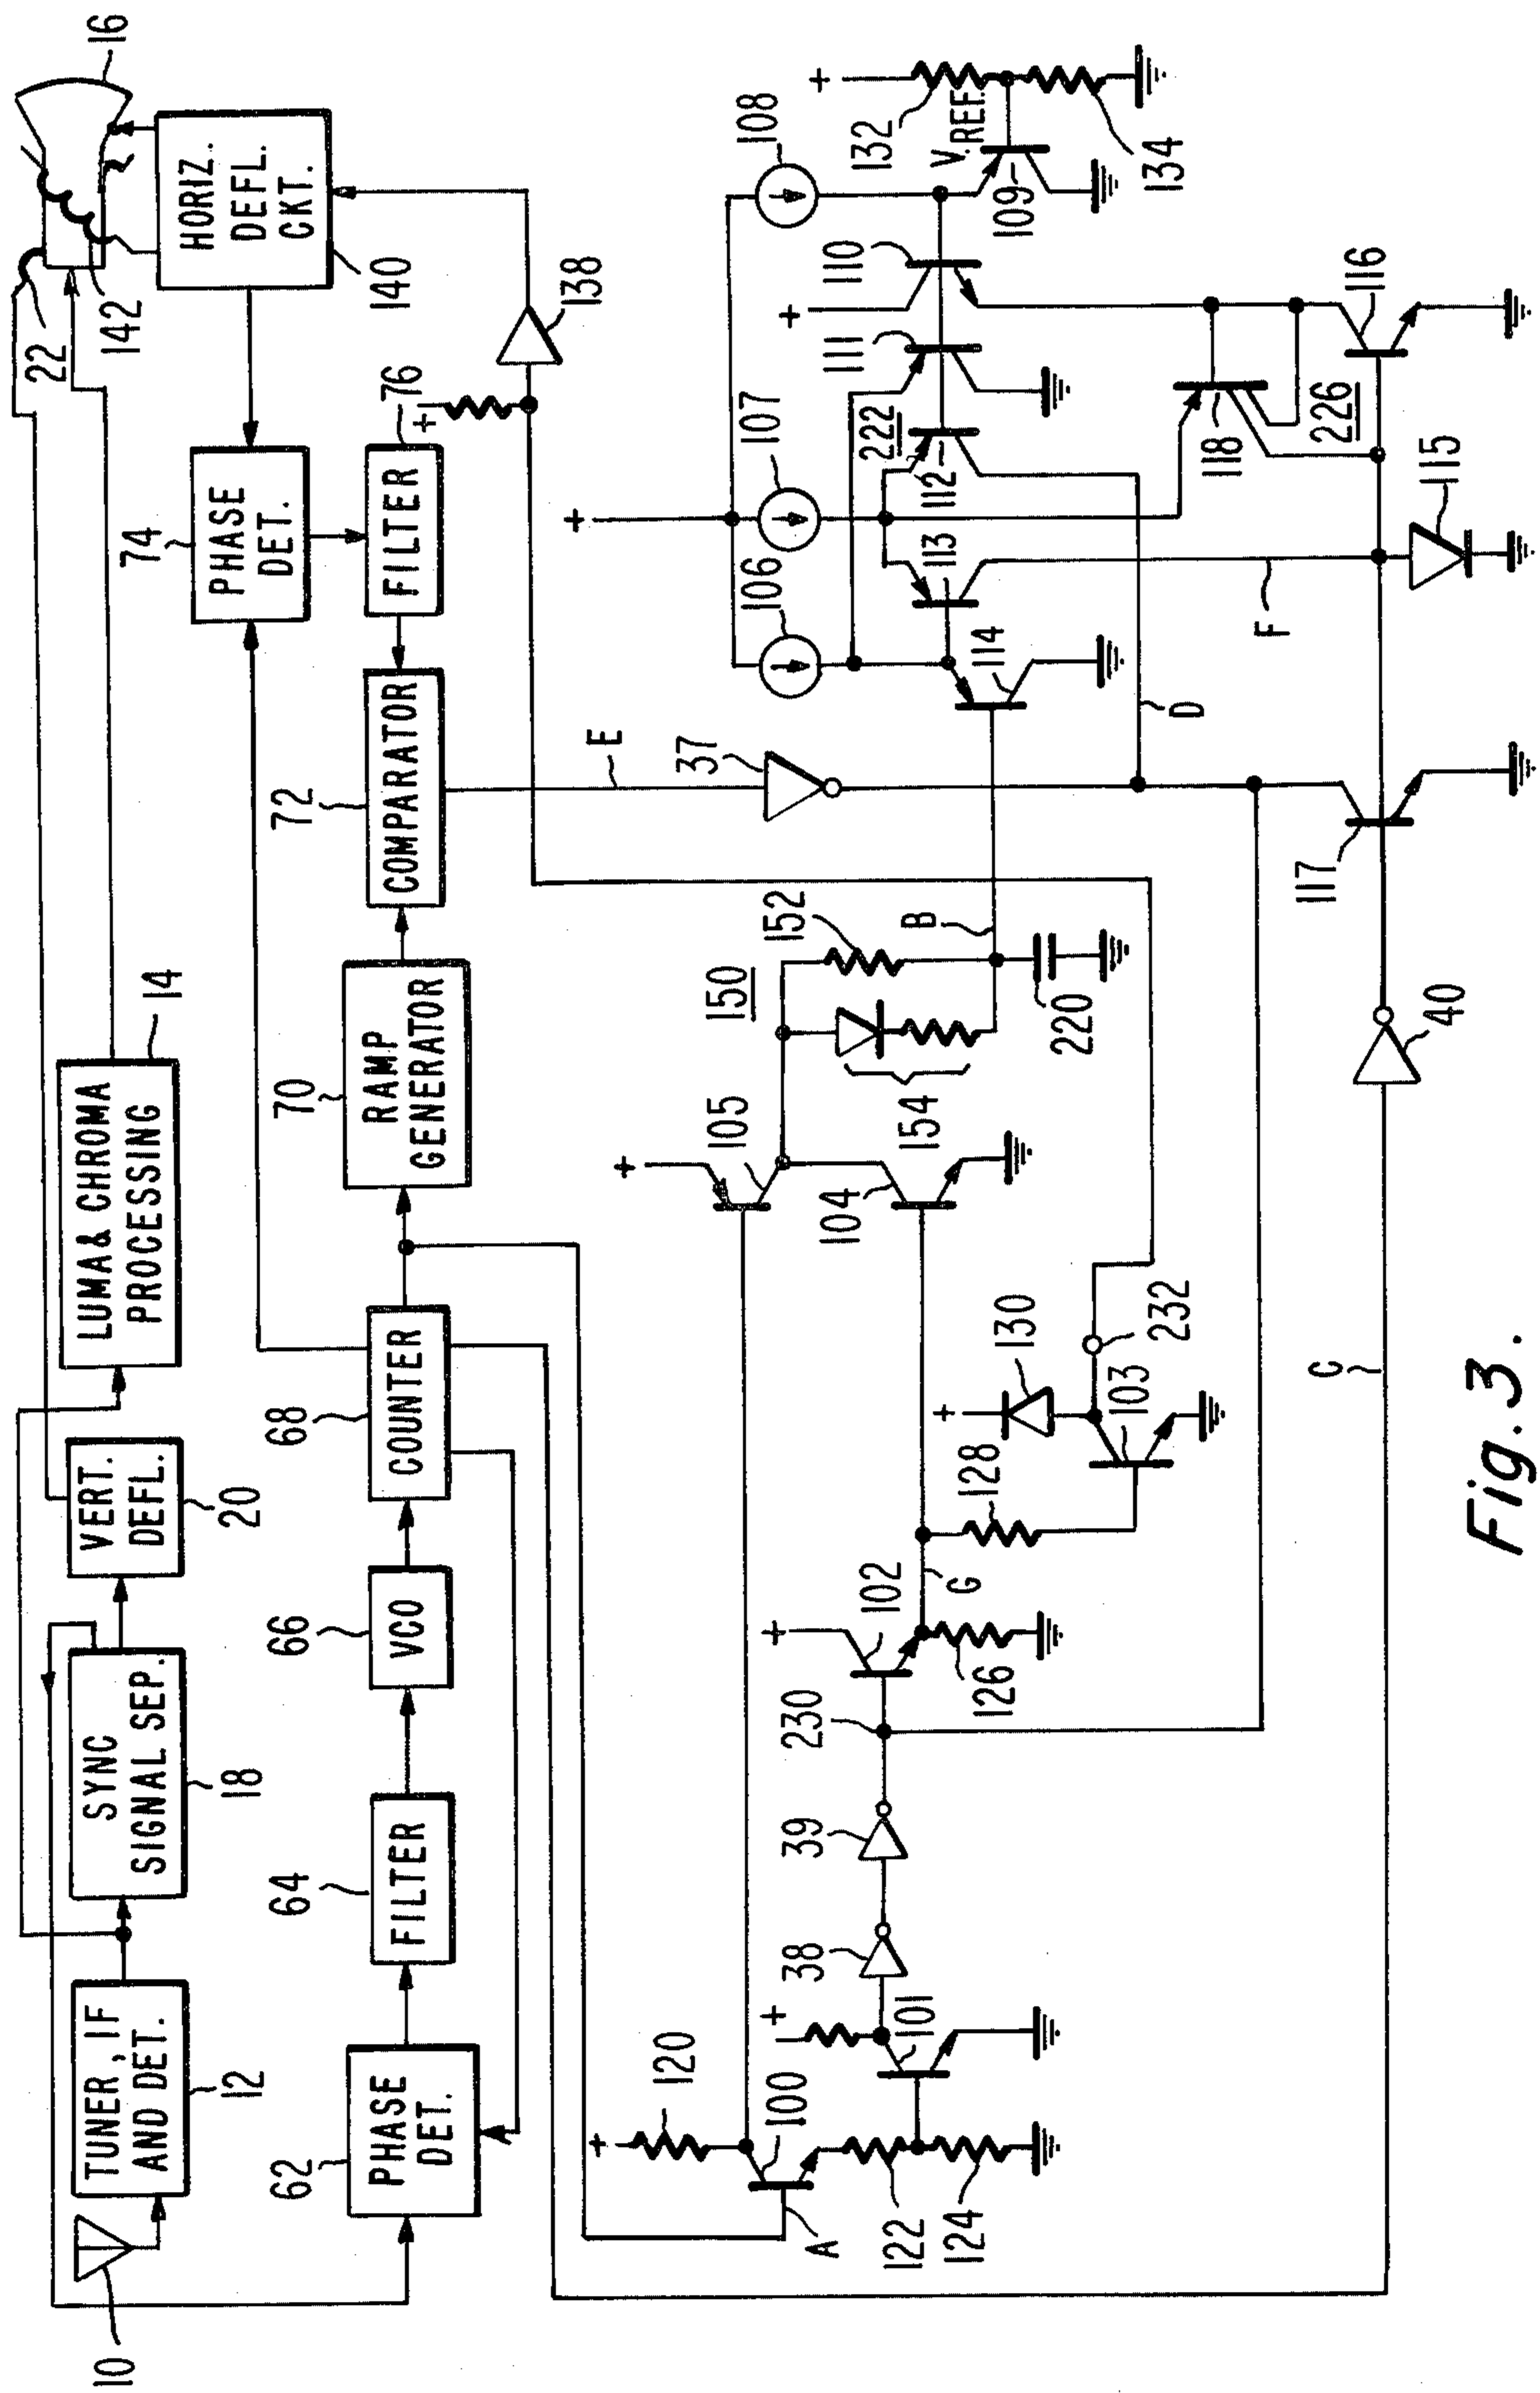 10
TUNER, IF
AND DET.
12
SYNC
SIGNAL SEP.
18
VERT.
DEFL.
20
LUMA & CHROMA
PROCESSING
14
22
142
16
HORIZ.
DEFL.
CKT.
140
62
PHASE
DET.
64
FILTER
66
VCO
68
COUNTER
70
RAMP
GENERATOR
72
COMPARATOR
74
PHASE
DET.
FILTER
76
+
138
E
37
+
120
100
A
122
124
+
101
38
39
230
+
102
126
G
128
+
130
103
232
+
105
104
150
152
154
220
B
+
106
107
108
114
113
112
222
111
+
110
109
V. REF.
+
132
134
D
F
118
226
116
115
117
C
40
Fig. 3.